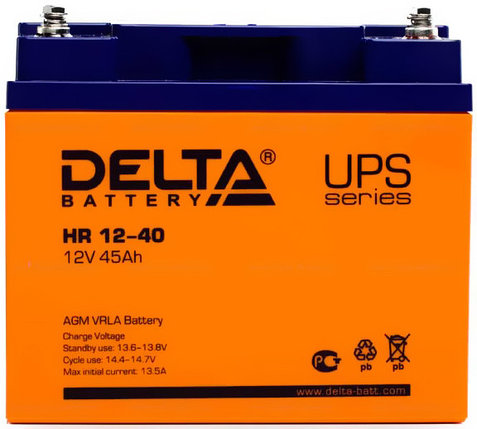 DELTA®
BATTERY
UPS
series
HR 12-40
12V 45Ah
AGM VRLA Battery
Charge Voltage
Standby use: 13.6-13.8V
Cycle use: 14.4-14.7V
Max initial current: 13.5A
Pb
Pb
www.delta-batt.com